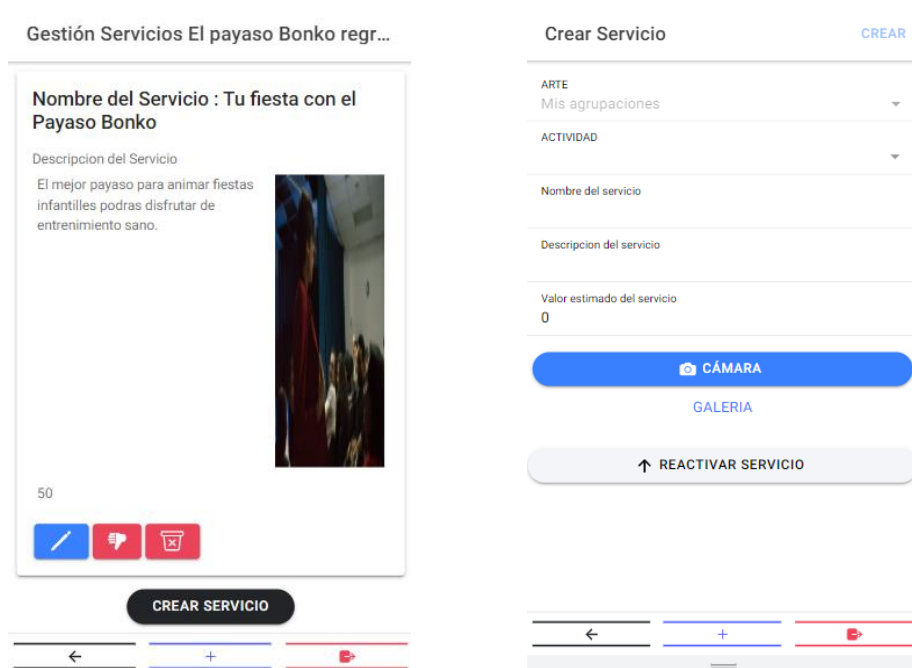 Gestión Servicios El payaso Bonko regr...
Nombre del Servicio : Tu fiesta con el
Payaso Bonko
Descripcion del Servicio
El mejor payaso para animar fiestas
infantilles podras disfrutar de
entrenimiento sano.
50
CREAR SERVICIO
Crear Servicio
CREAR
ARTE
Mis agrupaciones
ACTIVIDAD
Nombre del servicio
Descripcion del servicio
Valor estimado del servicio
0
CÁMARA
GALERIA
REACTIVAR SERVICIO